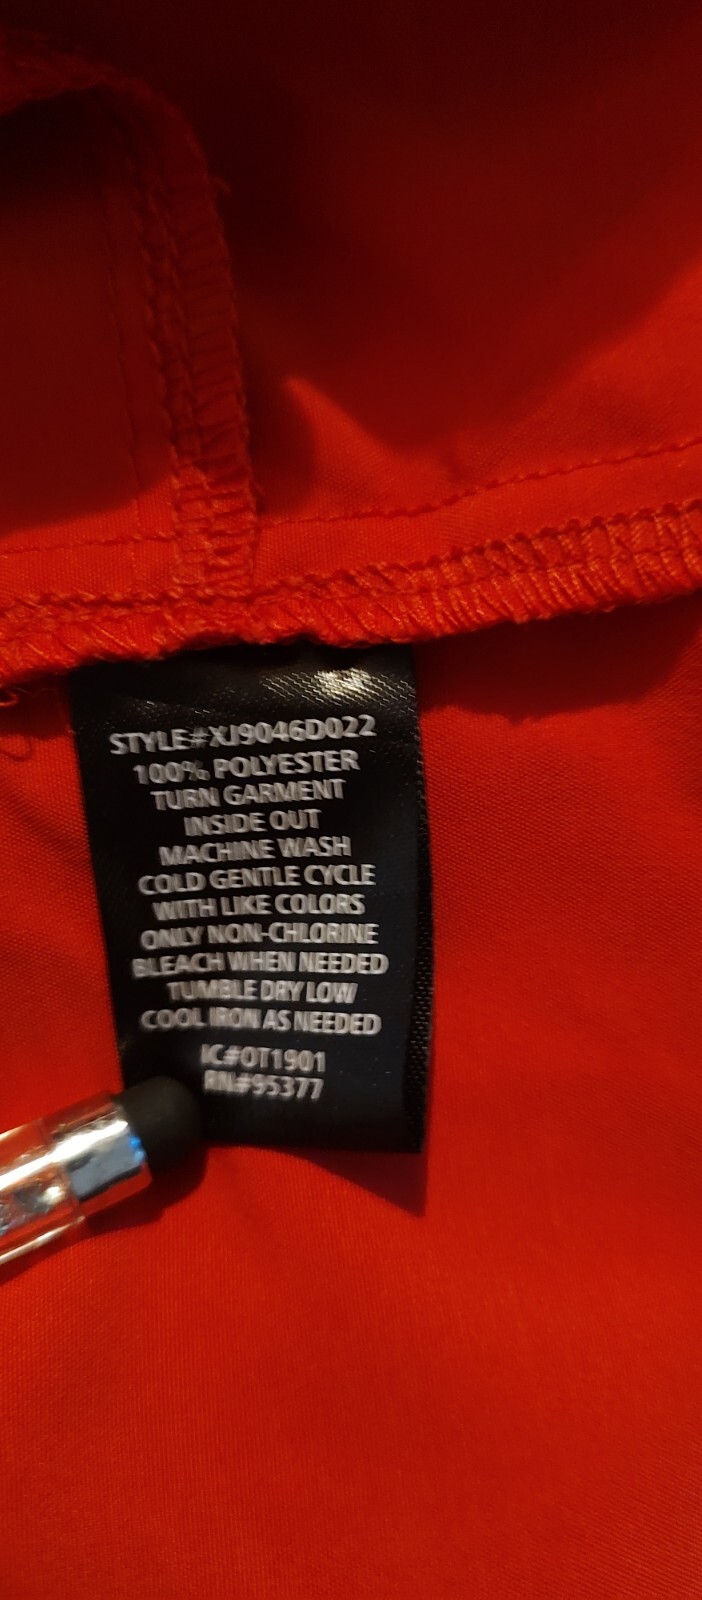 STYLE#XJ9046D022
100% POLYESTER
TURN GARMENT
INSIDE OUT
MACHINE WASH
COLD GENTLE CYCLE
WITH LIKE COLORS
ONLY NON-CHLORINE
BLEACH WHEN NEEDED
TUMBLE DRY LOW
COOL IRON AS NEEDED
IC#OT1901
RN#95377